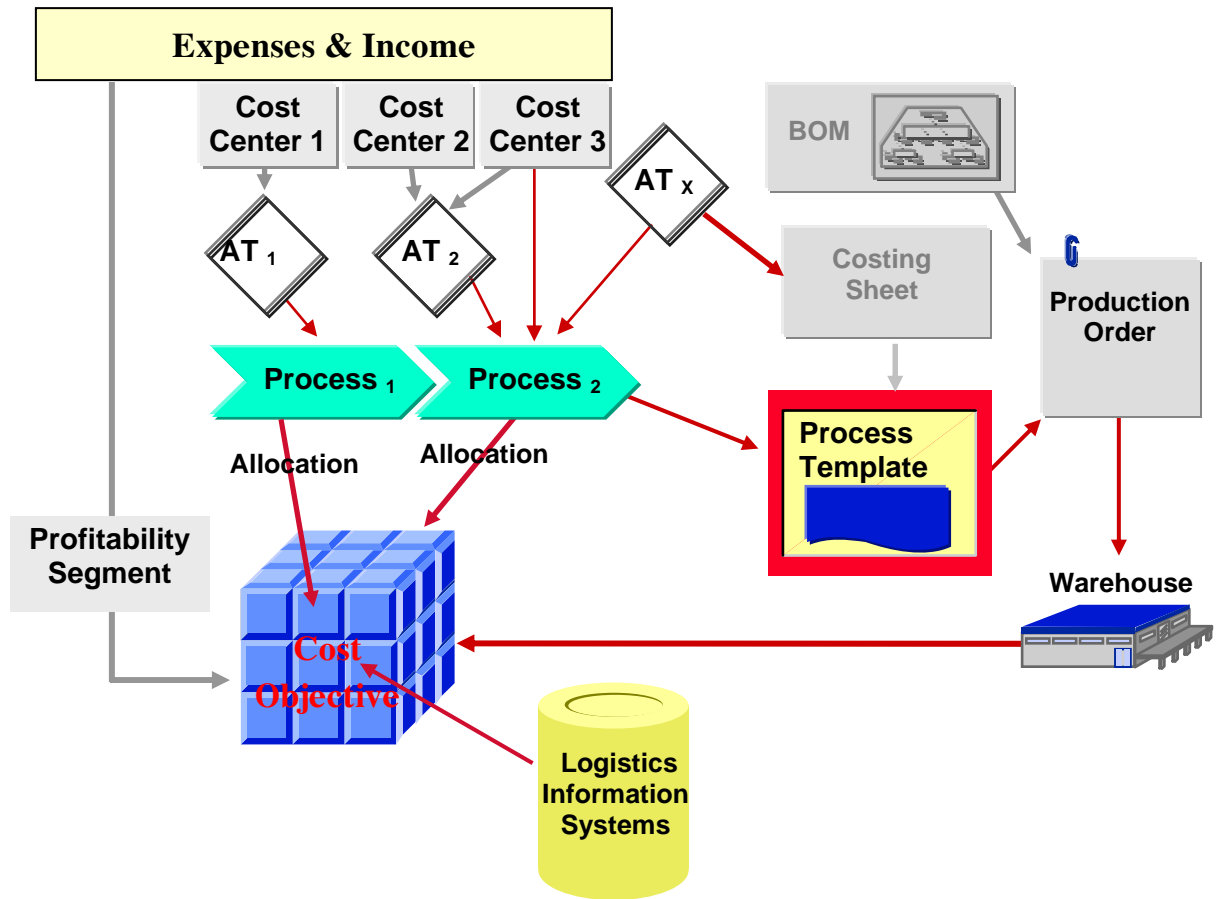 Expenses & Income
Cost
Center 1
Cost
Center 2
Cost
Center 3
BOM
AT X
AT 1
AT 2
Costing
Sheet
Production
Order
Process 1
Process 2
Process
Template
Allocation
Allocation
Profitability
Segment
Warehouse
Cost
Objective
Logistics
Information
Systems